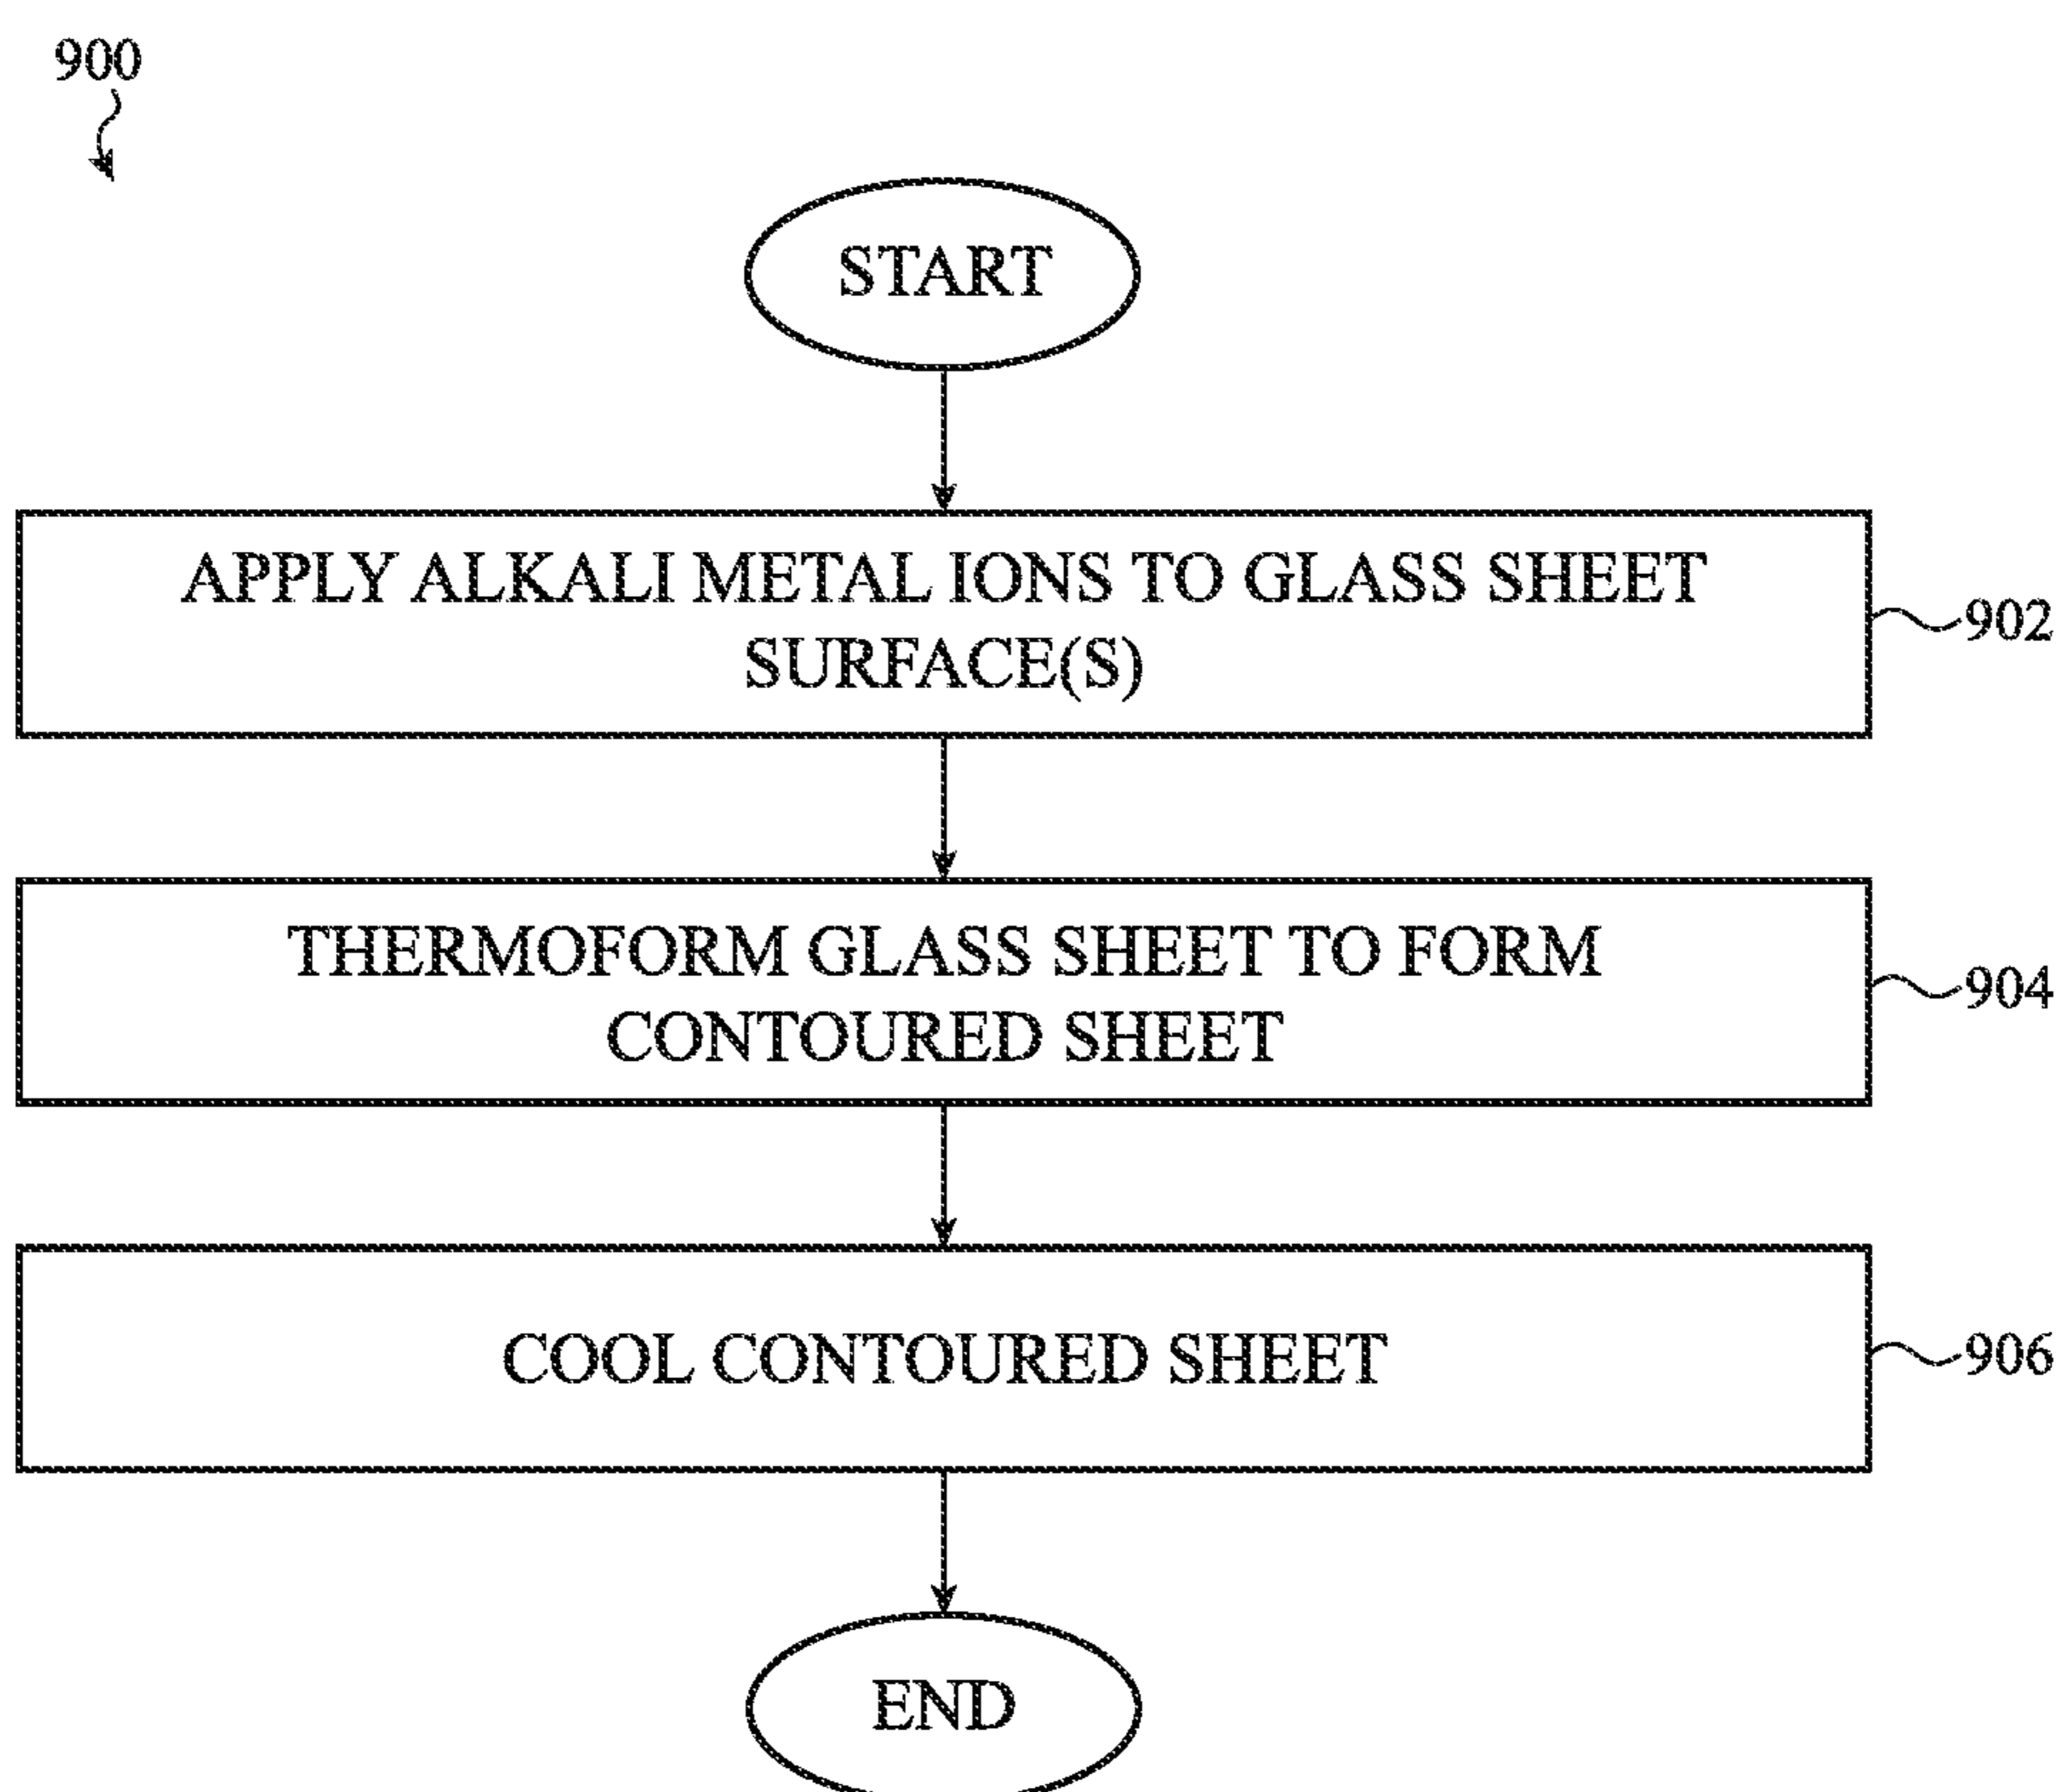 900
START
APPLY ALKALI METAL IONS TO GLASS SHEET
SURFACE(S)
902
THERMOFORM GLASS SHEET TO FORM
CONTOURED SHEET
904
COOL CONTOURED SHEET
906
END